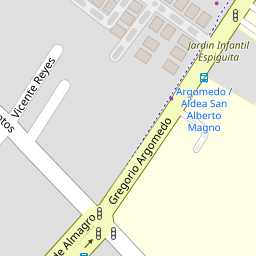 Jardín Infantil
Espiguita
Argomedo /
Aldea San
Alberto
Magno
Vicente Reyes
Gregorio Argomedo
de Almagro